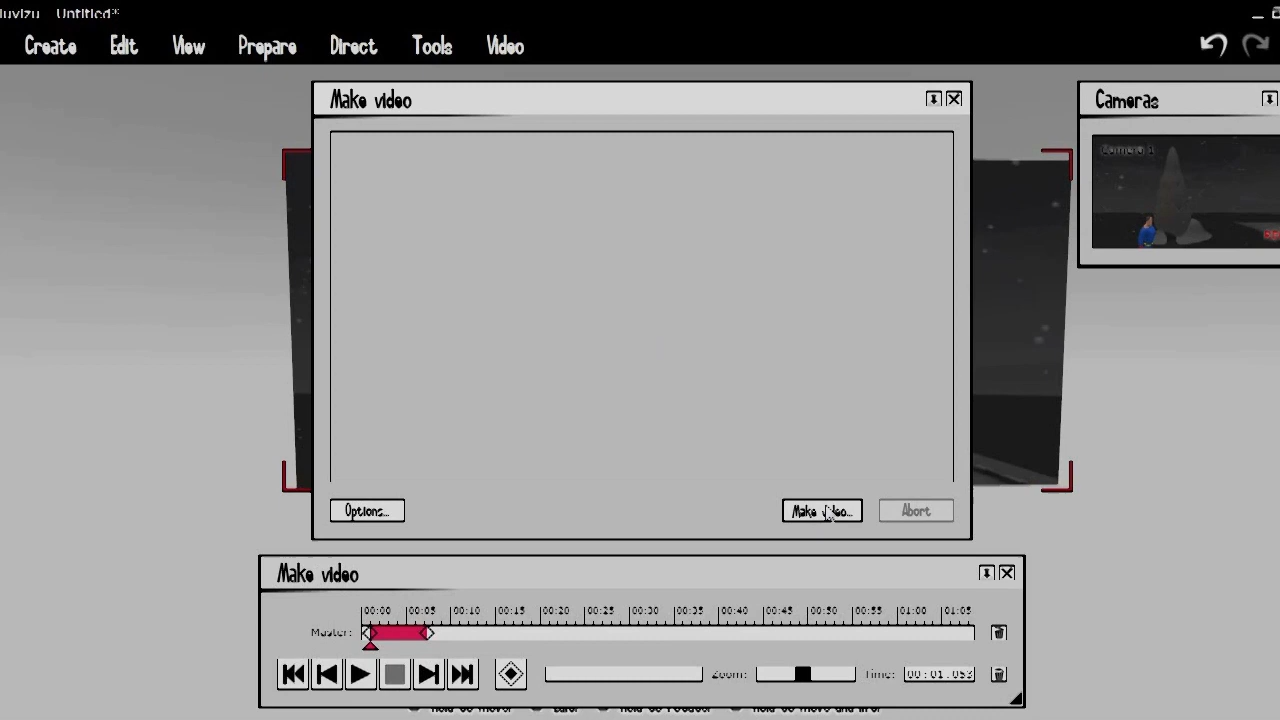 Untitled*
Create Edit View Prepare Direct Tools Video
Make video
Cameras
Camera 1
Options...
Make video...
Abort
Make video
00:00 00:05 00:10 00:15 00:20 00:25 00:30 00:35 00:40 00:45 00:50 00:55 01:00 01:05
Master:
Zoom: Time: 00:01.053